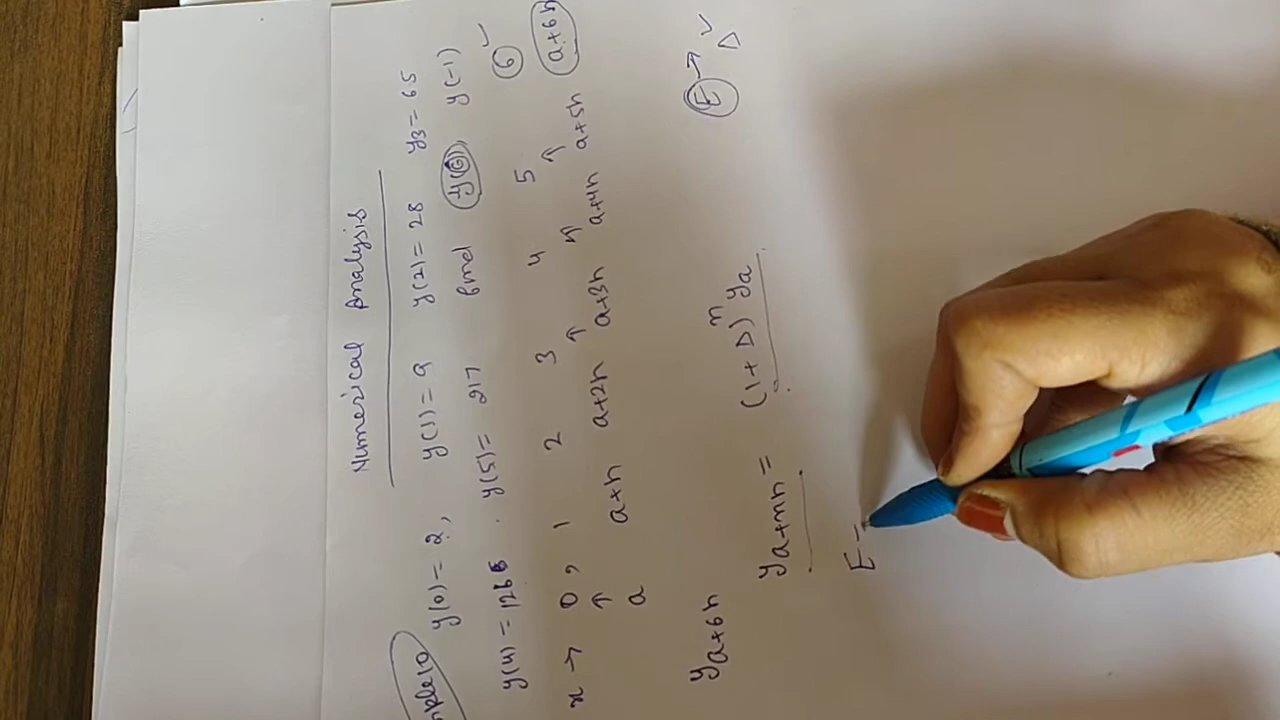 Numerical Analysis
y(0) = 2, y(1) = 9 y(2) = 28 y3 = 65
y(4) = 126 . y(5) = 217 find y(6) y(-1)
x → 0, 1 2 3 4 5 6 ✓
↑ ↑ ↑ ↑ ↑
a a+h a+2h a+3h a+4h a+5h a+6h
ya+6h E → ∇
Δ
ya+nh = (1+Δ)^n ya
E -